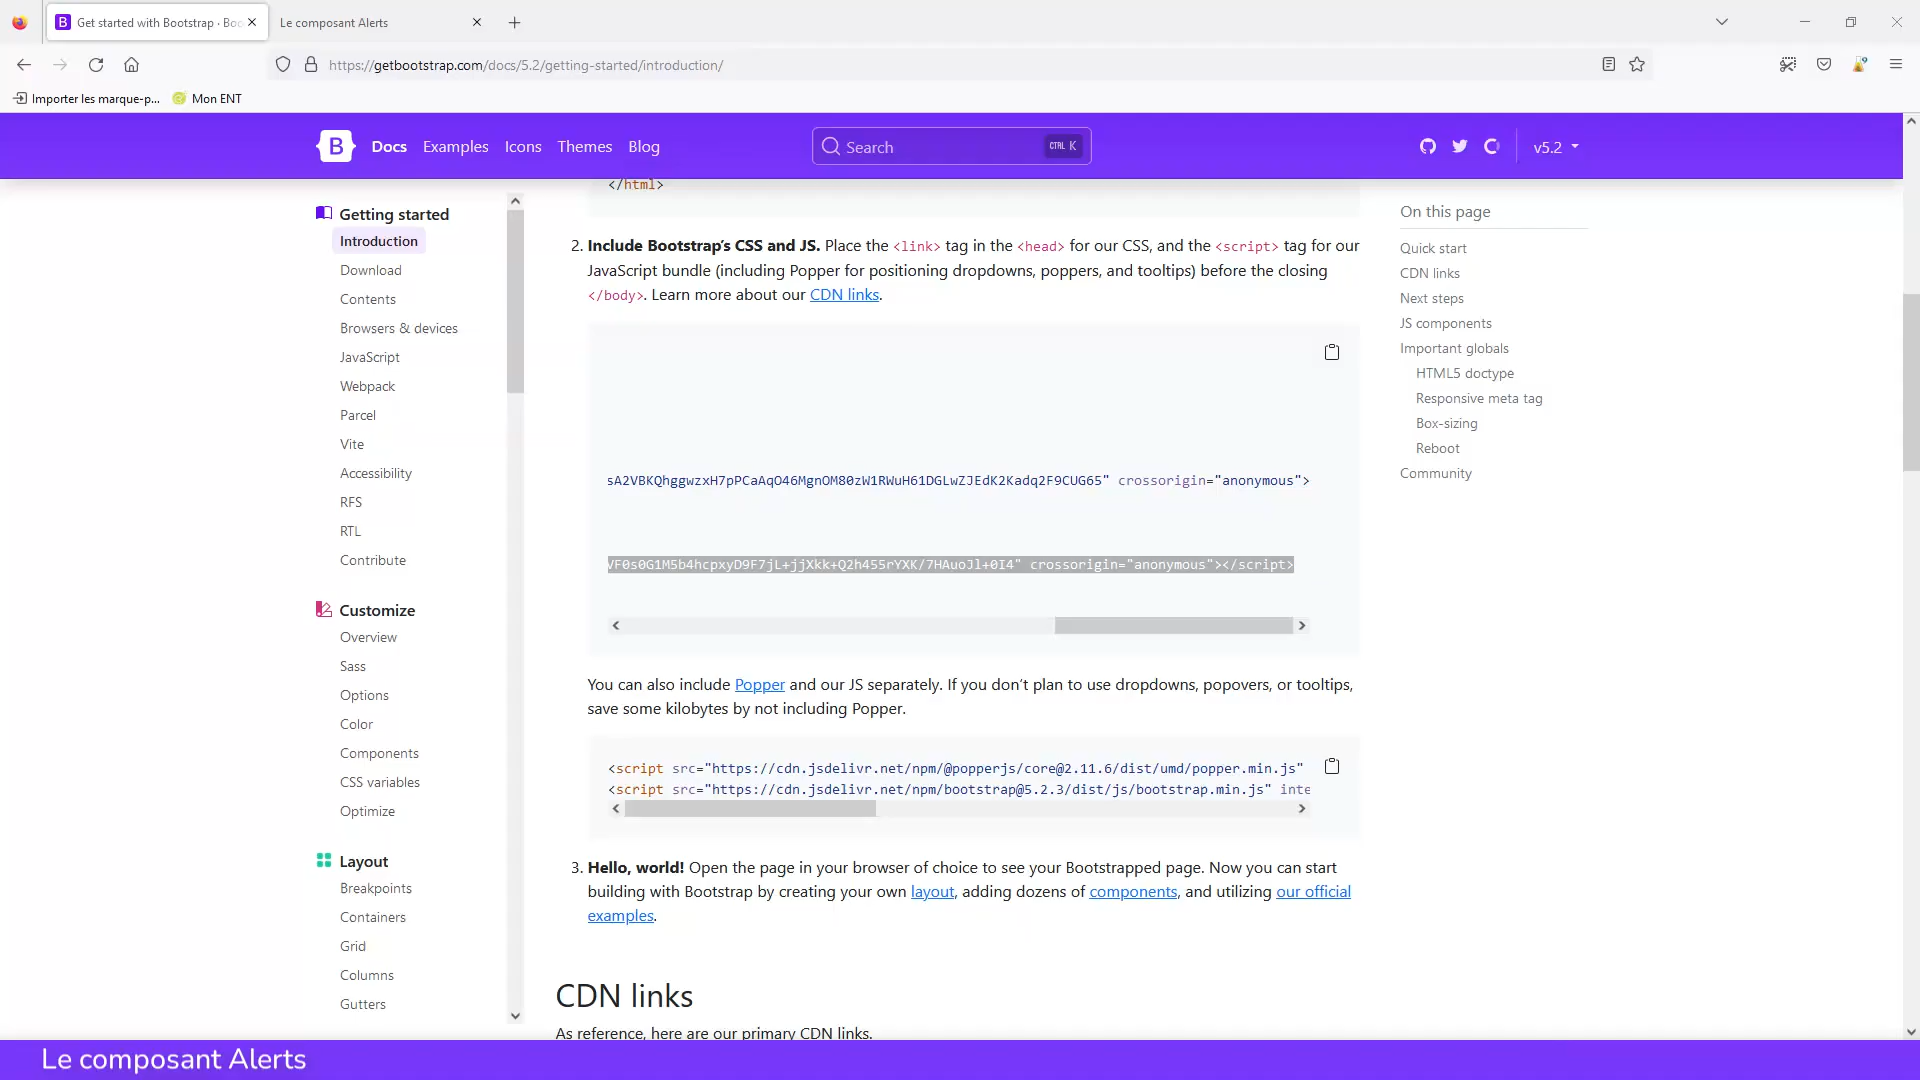 Get started with Bootstrap · Boo
Le composant Alerts
https://getbootstrap.com/docs/5.2/getting-started/introduction/
Importer les marque-p...
Mon ENT
B
Docs
Examples
Icons
Themes
Blog
Search
CTRL K
v5.2
Getting started
Introduction
Download
Contents
Browsers & devices
JavaScript
Webpack
Parcel
Vite
Accessibility
RFS
RTL
Contribute
Customize
Overview
Sass
Options
Color
Components
CSS variables
Optimize
Layout
Breakpoints
Containers
Grid
Columns
Gutters
</html>
2. Include Bootstrap's CSS and JS. Place the <link> tag in the <head> for our CSS, and the <script> tag for our
JavaScript bundle (including Popper for positioning dropdowns, poppers, and tooltips) before the closing
</body>. Learn more about our CDN links.
sA2VBKQhggwzxH7pPCaAqO46MgnOM80zW1RWuH61DGLwZJEdK2Kadq2F9CUG65" crossorigin="anonymous">
VF0s0G1M5b4hcpxyD9F7jL+jjXkk+Q2h455rYXK/7HAuoJl+0I4" crossorigin="anonymous"></script>
You can also include Popper and our JS separately. If you don't plan to use dropdowns, popovers, or tooltips,
save some kilobytes by not including Popper.
<script src="https://cdn.jsdelivr.net/npm/@popperjs/core@2.11.6/dist/umd/popper.min.js"
<script src="https://cdn.jsdelivr.net/npm/bootstrap@5.2.3/dist/js/bootstrap.min.js" inte
3. Hello, world! Open the page in your browser of choice to see your Bootstrapped page. Now you can start
building with Bootstrap by creating your own layout, adding dozens of components, and utilizing our official
examples.
CDN links
As reference, here are our primary CDN links.
On this page
Quick start
CDN links
Next steps
JS components
Important globals
HTML5 doctype
Responsive meta tag
Box-sizing
Reboot
Community
Le composant Alerts